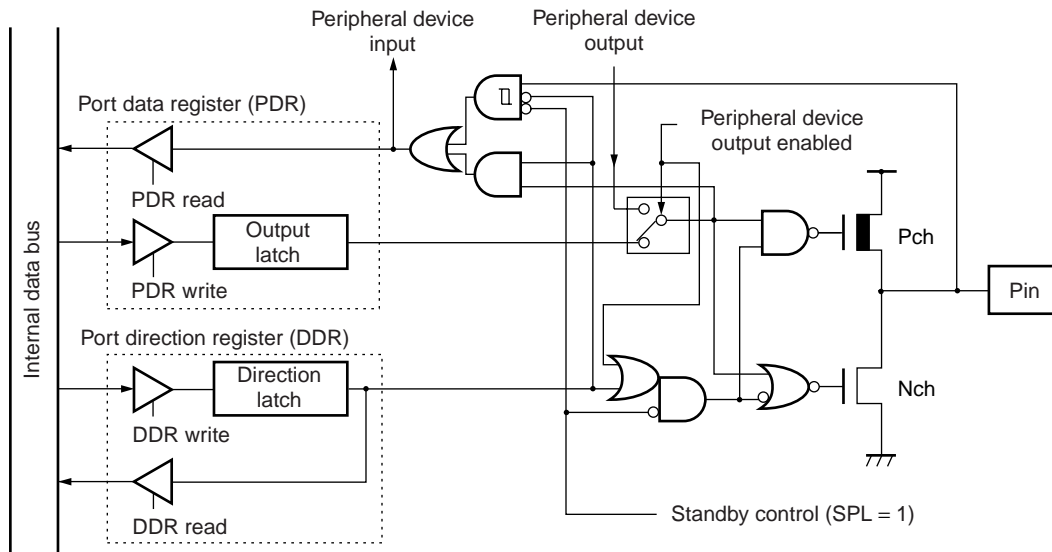 Peripheral device
input
Peripheral device
output
Port data register (PDR)
Peripheral device
output enabled
PDR read
Output
latch
PDR write
Pch
Pin
Internal data bus
Port direction register (DDR)
Direction
latch
DDR write
Nch
DDR read
Standby control (SPL = 1)